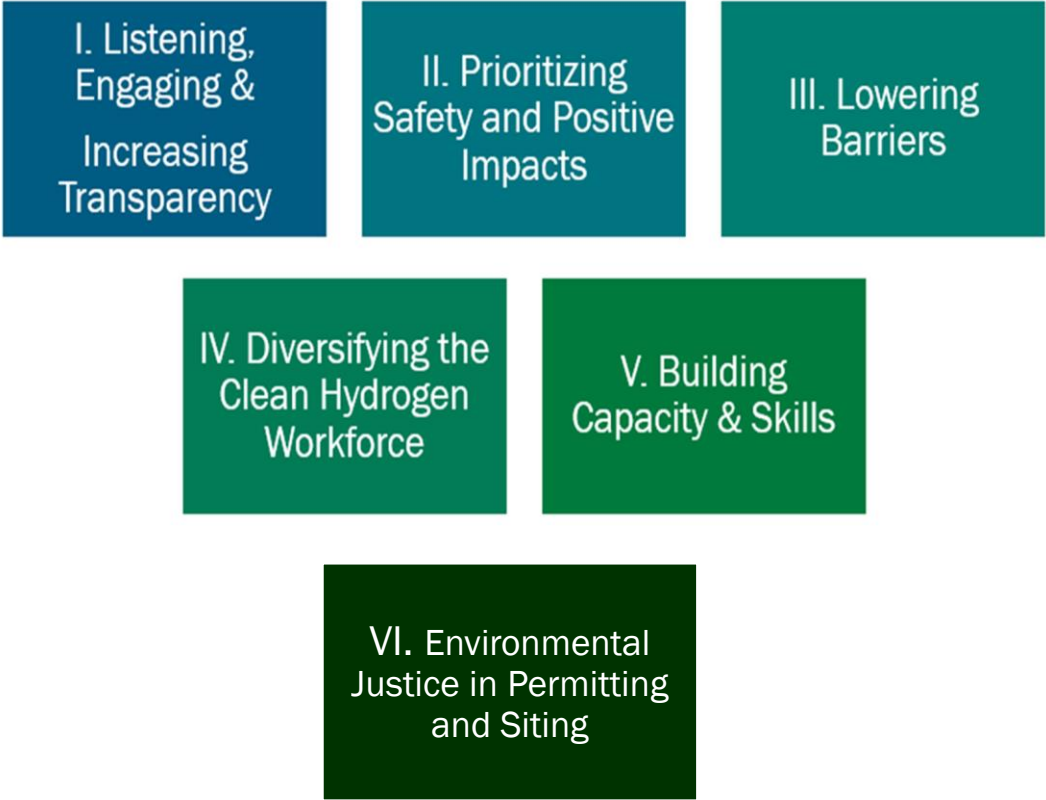 I. Listening,
Engaging &
Increasing
Transparency
II. Prioritizing
Safety and Positive
Impacts
III. Lowering
Barriers
IV. Diversifying the
Clean Hydrogen
Workforce
V. Building
Capacity & Skills
VI. Environmental
Justice in Permitting
and Siting